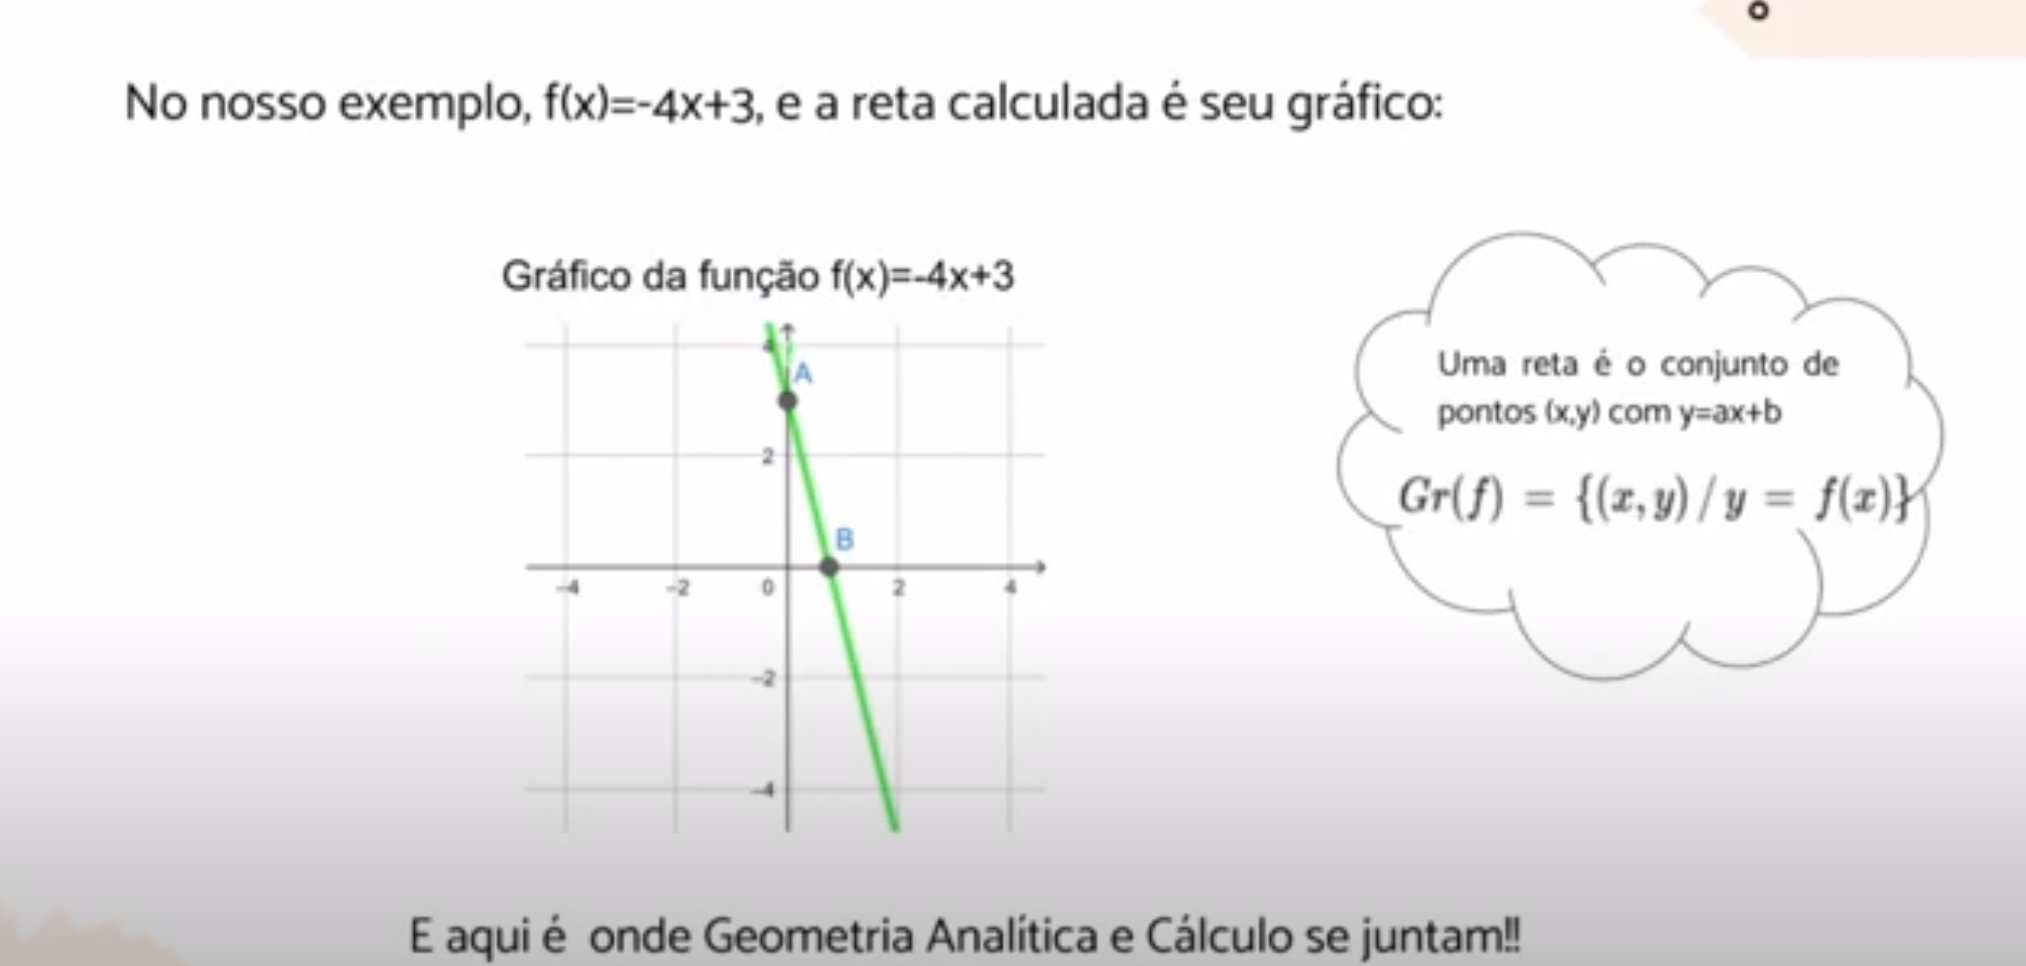 No nosso exemplo, f(x)=-4x+3, e a reta calculada é seu gráfico:
Gráfico da função f(x)=-4x+3
4
A
2
B
-4 -2 0 2 4
-2
-4
Uma reta é o conjunto de
pontos (x,y) com y=ax+b
Gr(f) = {(x, y) / y = f(x)}
E aqui é onde Geometria Analítica e Cálculo se juntam!!